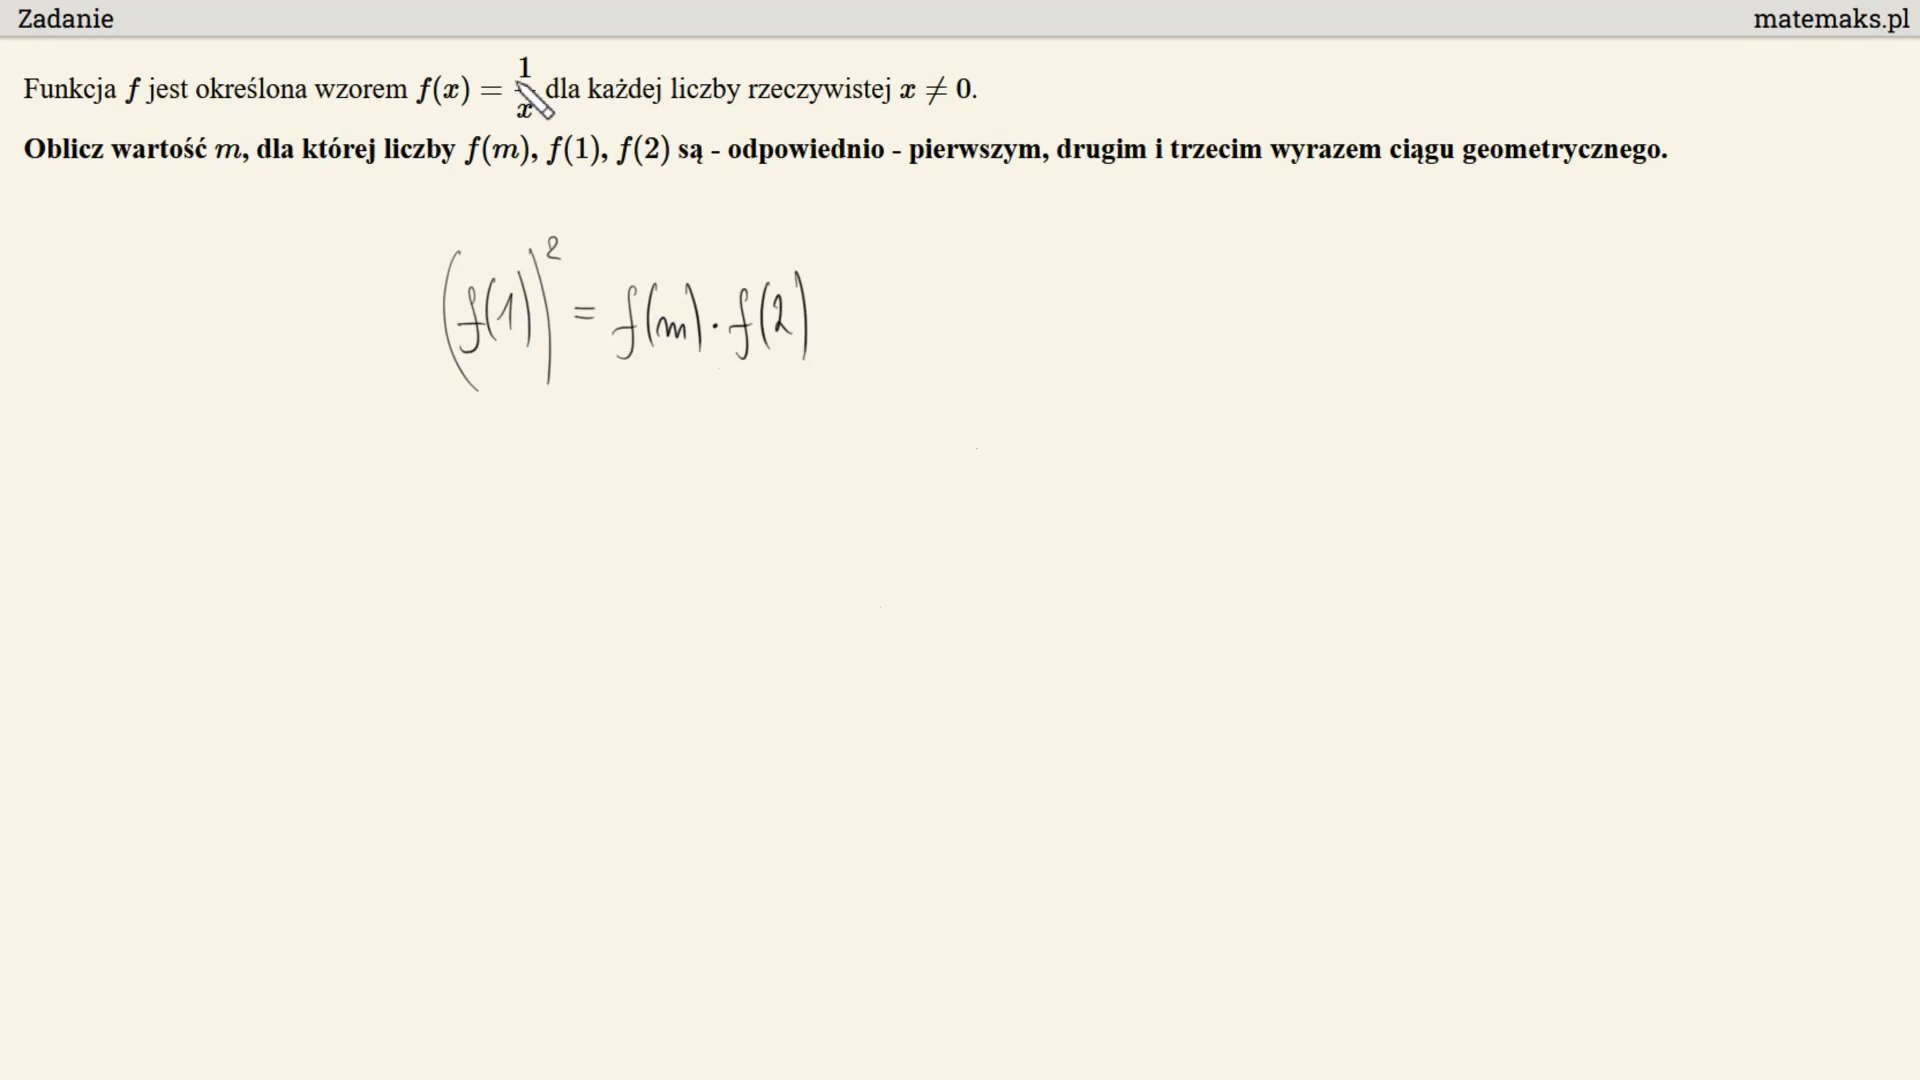 Zadanie matemaks.pl
Funkcja f jest określona wzorem f(x) = 1/x dla każdej liczby rzeczywistej x ≠ 0.
Oblicz wartość m, dla której liczby f(m), f(1), f(2) są - odpowiednio - pierwszym, drugim i trzecim wyrazem ciągu geometrycznego.
(f(1))² = f(m) · f(2)